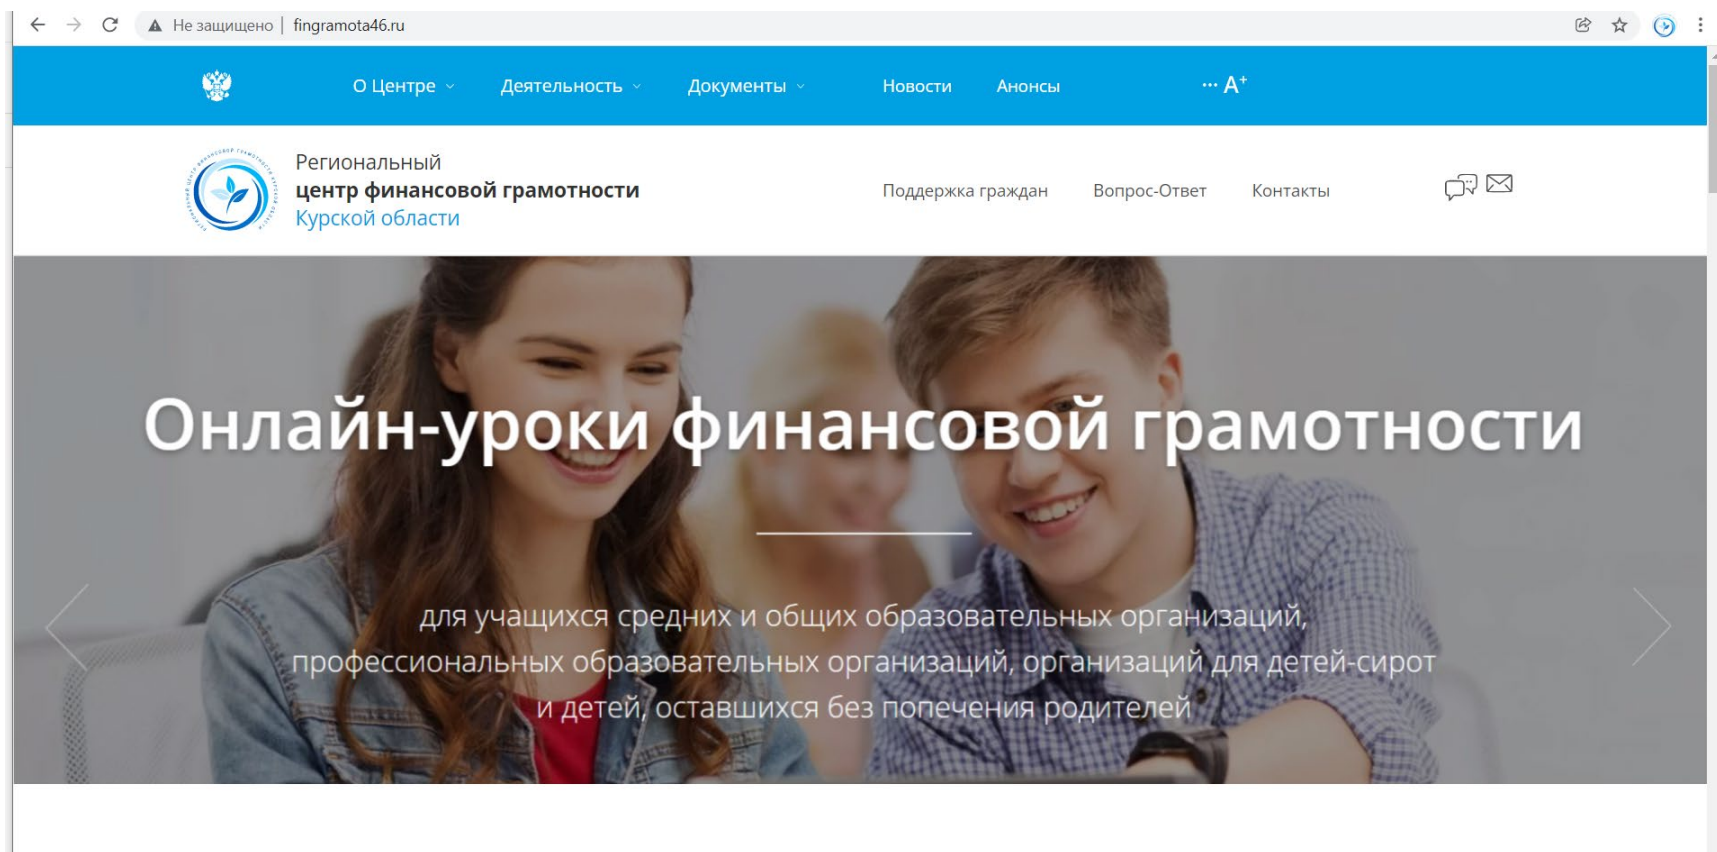 Не защищено | fingramota46.ru
О Центре Деятельность Документы Новости Анонсы ··· A+
Региональный
центр финансовой грамотности
Курской области
Поддержка граждан Вопрос-Ответ Контакты
Онлайн-уроки финансовой грамотности
для учащихся средних и общих образовательных организаций,
профессиональных образовательных организаций, организаций для детей-сирот
и детей, оставшихся без попечения родителей